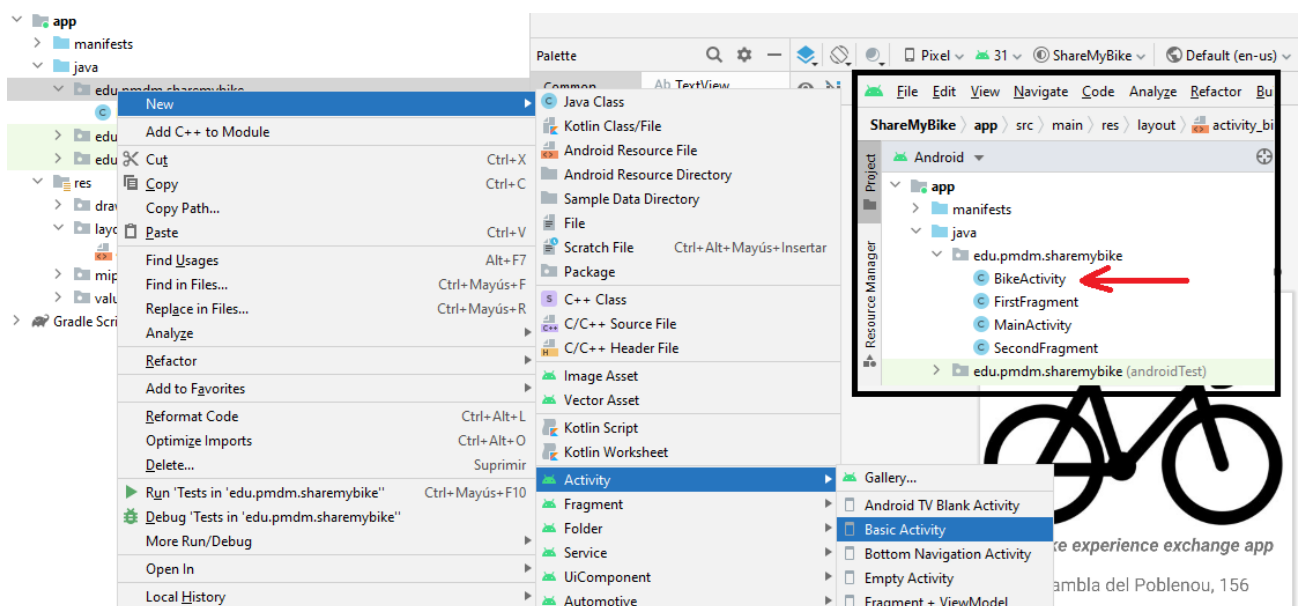 app
manifests
java
edu.pmdm.sharemybike
edu
edu
res
layo
mip
valu
Gradle Scri
New
Add C++ to Module
Cut Ctrl+X
Copy Ctrl+C
Copy Path...
Paste Ctrl+V
Find Usages Alt+F7
Find in Files... Ctrl+Mayús+F
Replace in Files... Ctrl+Mayús+R
Analyze
Refactor
Add to Favorites
Reformat Code Ctrl+Alt+L
Optimize Imports Ctrl+Alt+O
Delete... Suprimir
Run 'Tests in 'edu.pmdm.sharemybike'' Ctrl+Mayús+F10
Debug 'Tests in 'edu.pmdm.sharemybike''
More Run/Debug
Open In
Local History
Palette
Common
Ab TextView
Pixel
31
ShareMyBike
Default (en-us)
Java Class
Kotlin Class/File
Android Resource File
Android Resource Directory
Sample Data Directory
File
Scratch File Ctrl+Alt+Mayús+Insertar
Package
S C++ Class
C/C++ Source File
C/C++ Header File
Image Asset
Vector Asset
Kotlin Script
Kotlin Worksheet
Activity
Fragment
Folder
Service
UiComponent
Automotive
Gallery...
Android TV Blank Activity
Basic Activity
Bottom Navigation Activity
Empty Activity
Fragment + ViewModel
File Edit View Navigate Code Analyze Refactor Bu
ShareMyBike app src main res layout activity_bi
Project
Resource Manager
Android
app
manifests
java
edu.pmdm.sharemybike
C BikeActivity
C FirstFragment
C MainActivity
C SecondFragment
edu.pmdm.sharemybike (androidTest)
ke experience exchange app
ambla del Poblenou, 156